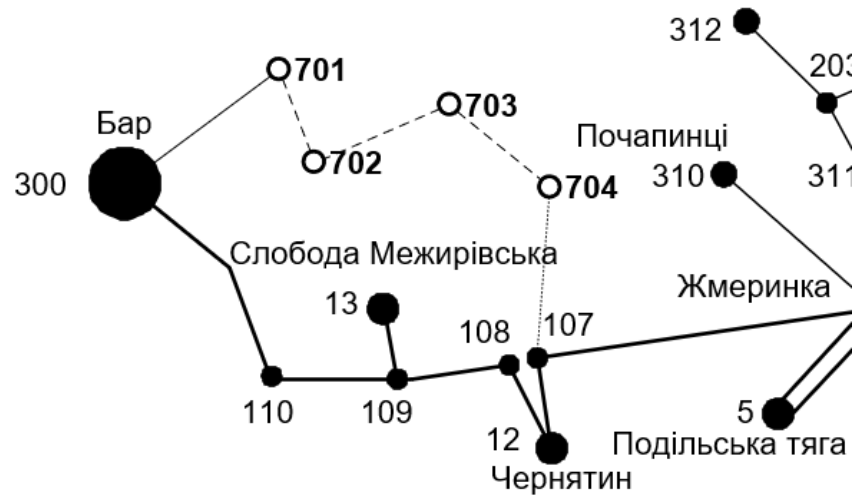 312
203
701
703
Бар
Почапинці
702
300
704
310
311
Слобода Межирівська
Жмеринка
13
108
107
110
109
5
12
Подільська тяга
Чернятин